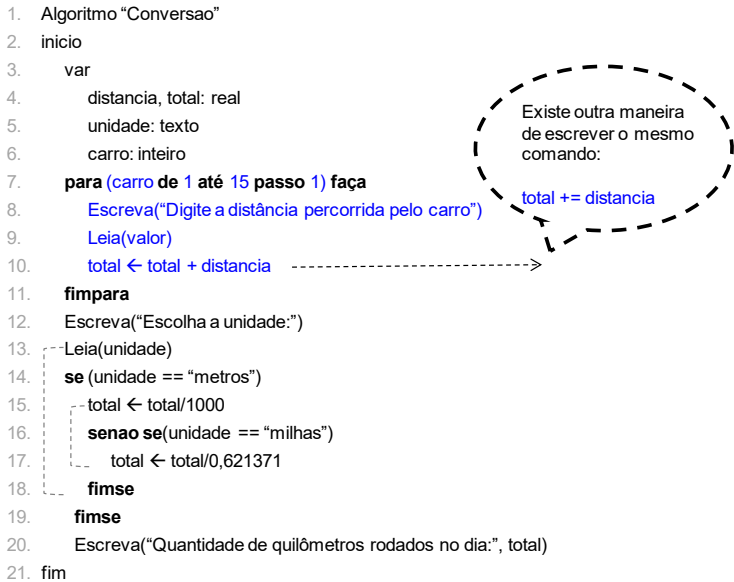 1. Algoritmo “Conversao”
2. inicio
3. var
4. distancia, total: real
5. unidade: texto
6. carro: inteiro
7. para (carro de 1 até 15 passo 1) faça
8. Escreva(“Digite a distância percorrida pelo carro”)
9. Leia(valor)
10. total ← total + distancia
11. fimpara
12. Escreva(“Escolha a unidade:”)
13. Leia(unidade)
14. se (unidade == “metros”)
15. total ← total/1000
16. senao se(unidade == “milhas”)
17. total ← total/0,621371
18. fimse
19. fimse
20. Escreva(“Quantidade de quilômetros rodados no dia:”, total)
21. fim
Existe outra maneira
de escrever o mesmo
comando:
total += distancia